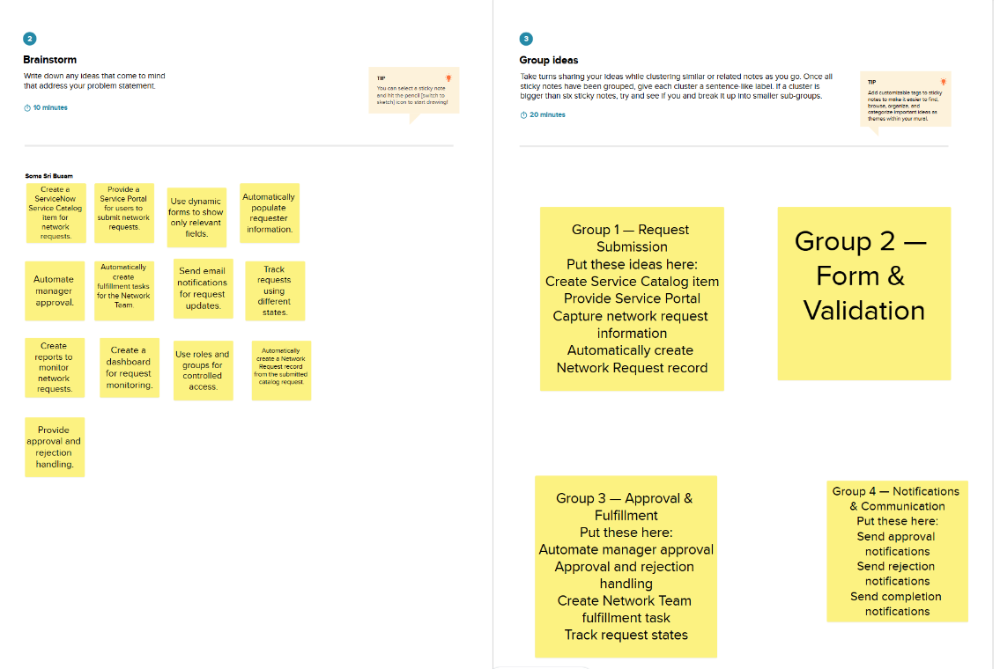 2
Brainstorm
Write down any ideas that come to mind
that address your problem statement.
10 minutes
TIP
You can select a sticky note
and hit the pencil [switch to
sketch] icon to start drawing!
Soma Sri Busam
Create a
ServiceNow
Service Catalog
item for
network
requests.
Provide a
Service Portal
for users to
submit network
requests.
Use dynamic
forms to show
only relevant
fields.
Automatically
populate
requester
information.
Automate
manager
approval.
Automatically
create
fulfillment tasks
for the Network
Team.
Send email
notifications
for request
updates.
Track
requests
using
different
states.
Create
reports to
monitor
network
requests.
Create a
dashboard
for request
monitoring.
Use roles and
groups for
controlled
access.
Automatically
create a Network
Request record
from the submitted
catalog request.
Provide
approval and
rejection
handling.
3
Group ideas
Take turns sharing your ideas while clustering similar or related notes as you go. Once all
sticky notes have been grouped, give each cluster a sentence-like label. If a cluster is
bigger than six sticky notes, try and see if you and break it up into smaller sub-groups.
20 minutes
TIP
Add customizable tags to sticky
notes to make it easier to find,
browse, organize, and
categorize important ideas as
themes within your mural.
Group 1 — Request
Submission
Put these ideas here:
Create Service Catalog item
Provide Service Portal
Capture network request
information
Automatically create
Network Request record
Group 2 —
Form &
Validation
Group 3 — Approval &
Fulfillment
Put these here:
Automate manager approval
Approval and rejection
handling
Create Network Team
fulfillment task
Track request states
Group 4 — Notifications
& Communication
Put these here:
Send approval
notifications
Send rejection
notifications
Send completion
notifications